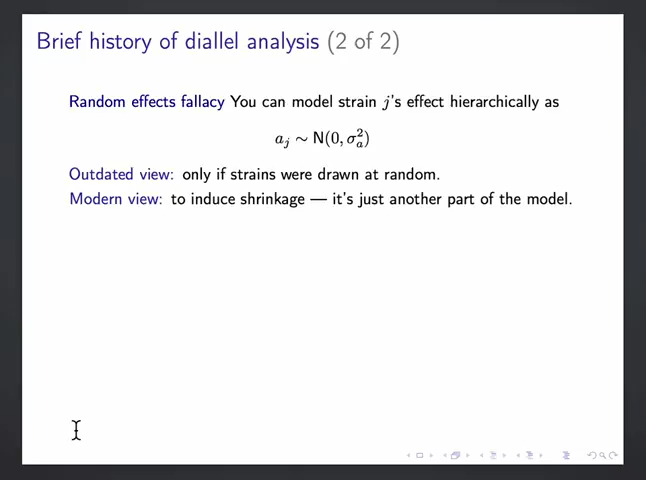 Brief history of diallel analysis (2 of 2)
Random effects fallacy You can model strain j's effect hierarchically as
a_j ∼ N(0, σ_a^2)
Outdated view: only if strains were drawn at random.
Modern view: to induce shrinkage — it's just another part of the model.